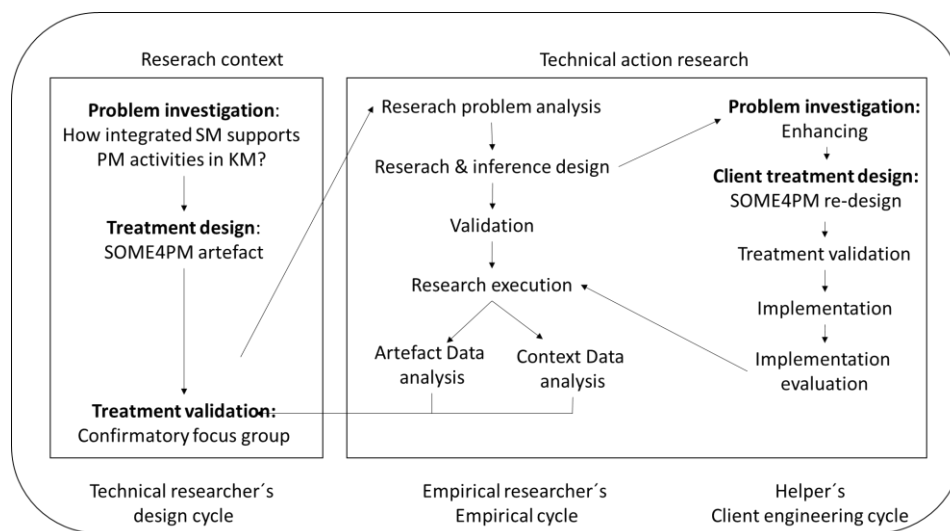 Reserach context
Technical action research
Problem investigation:
How integrated SM supports
PM activities in KM?
Treatment design:
SOME4PM artefact
Treatment validation:
Confirmatory focus group
Reserach problem analysis
Reserach & inference design
Validation
Research execution
Artefact Data
analysis
Context Data
analysis
Problem investigation:
Enhancing
Client treatment design:
SOME4PM re-design
Treatment validation
Implementation
Implementation
evaluation
Technical researcher´s
design cycle
Empirical researcher´s
Empirical cycle
Helper´s
Client engineering cycle